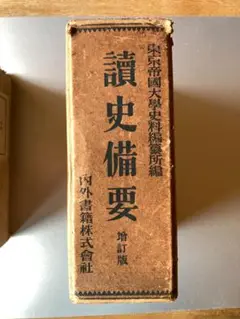 東京帝國大學史料編纂所編
讀史備要
增訂版
內外書籍株式會社